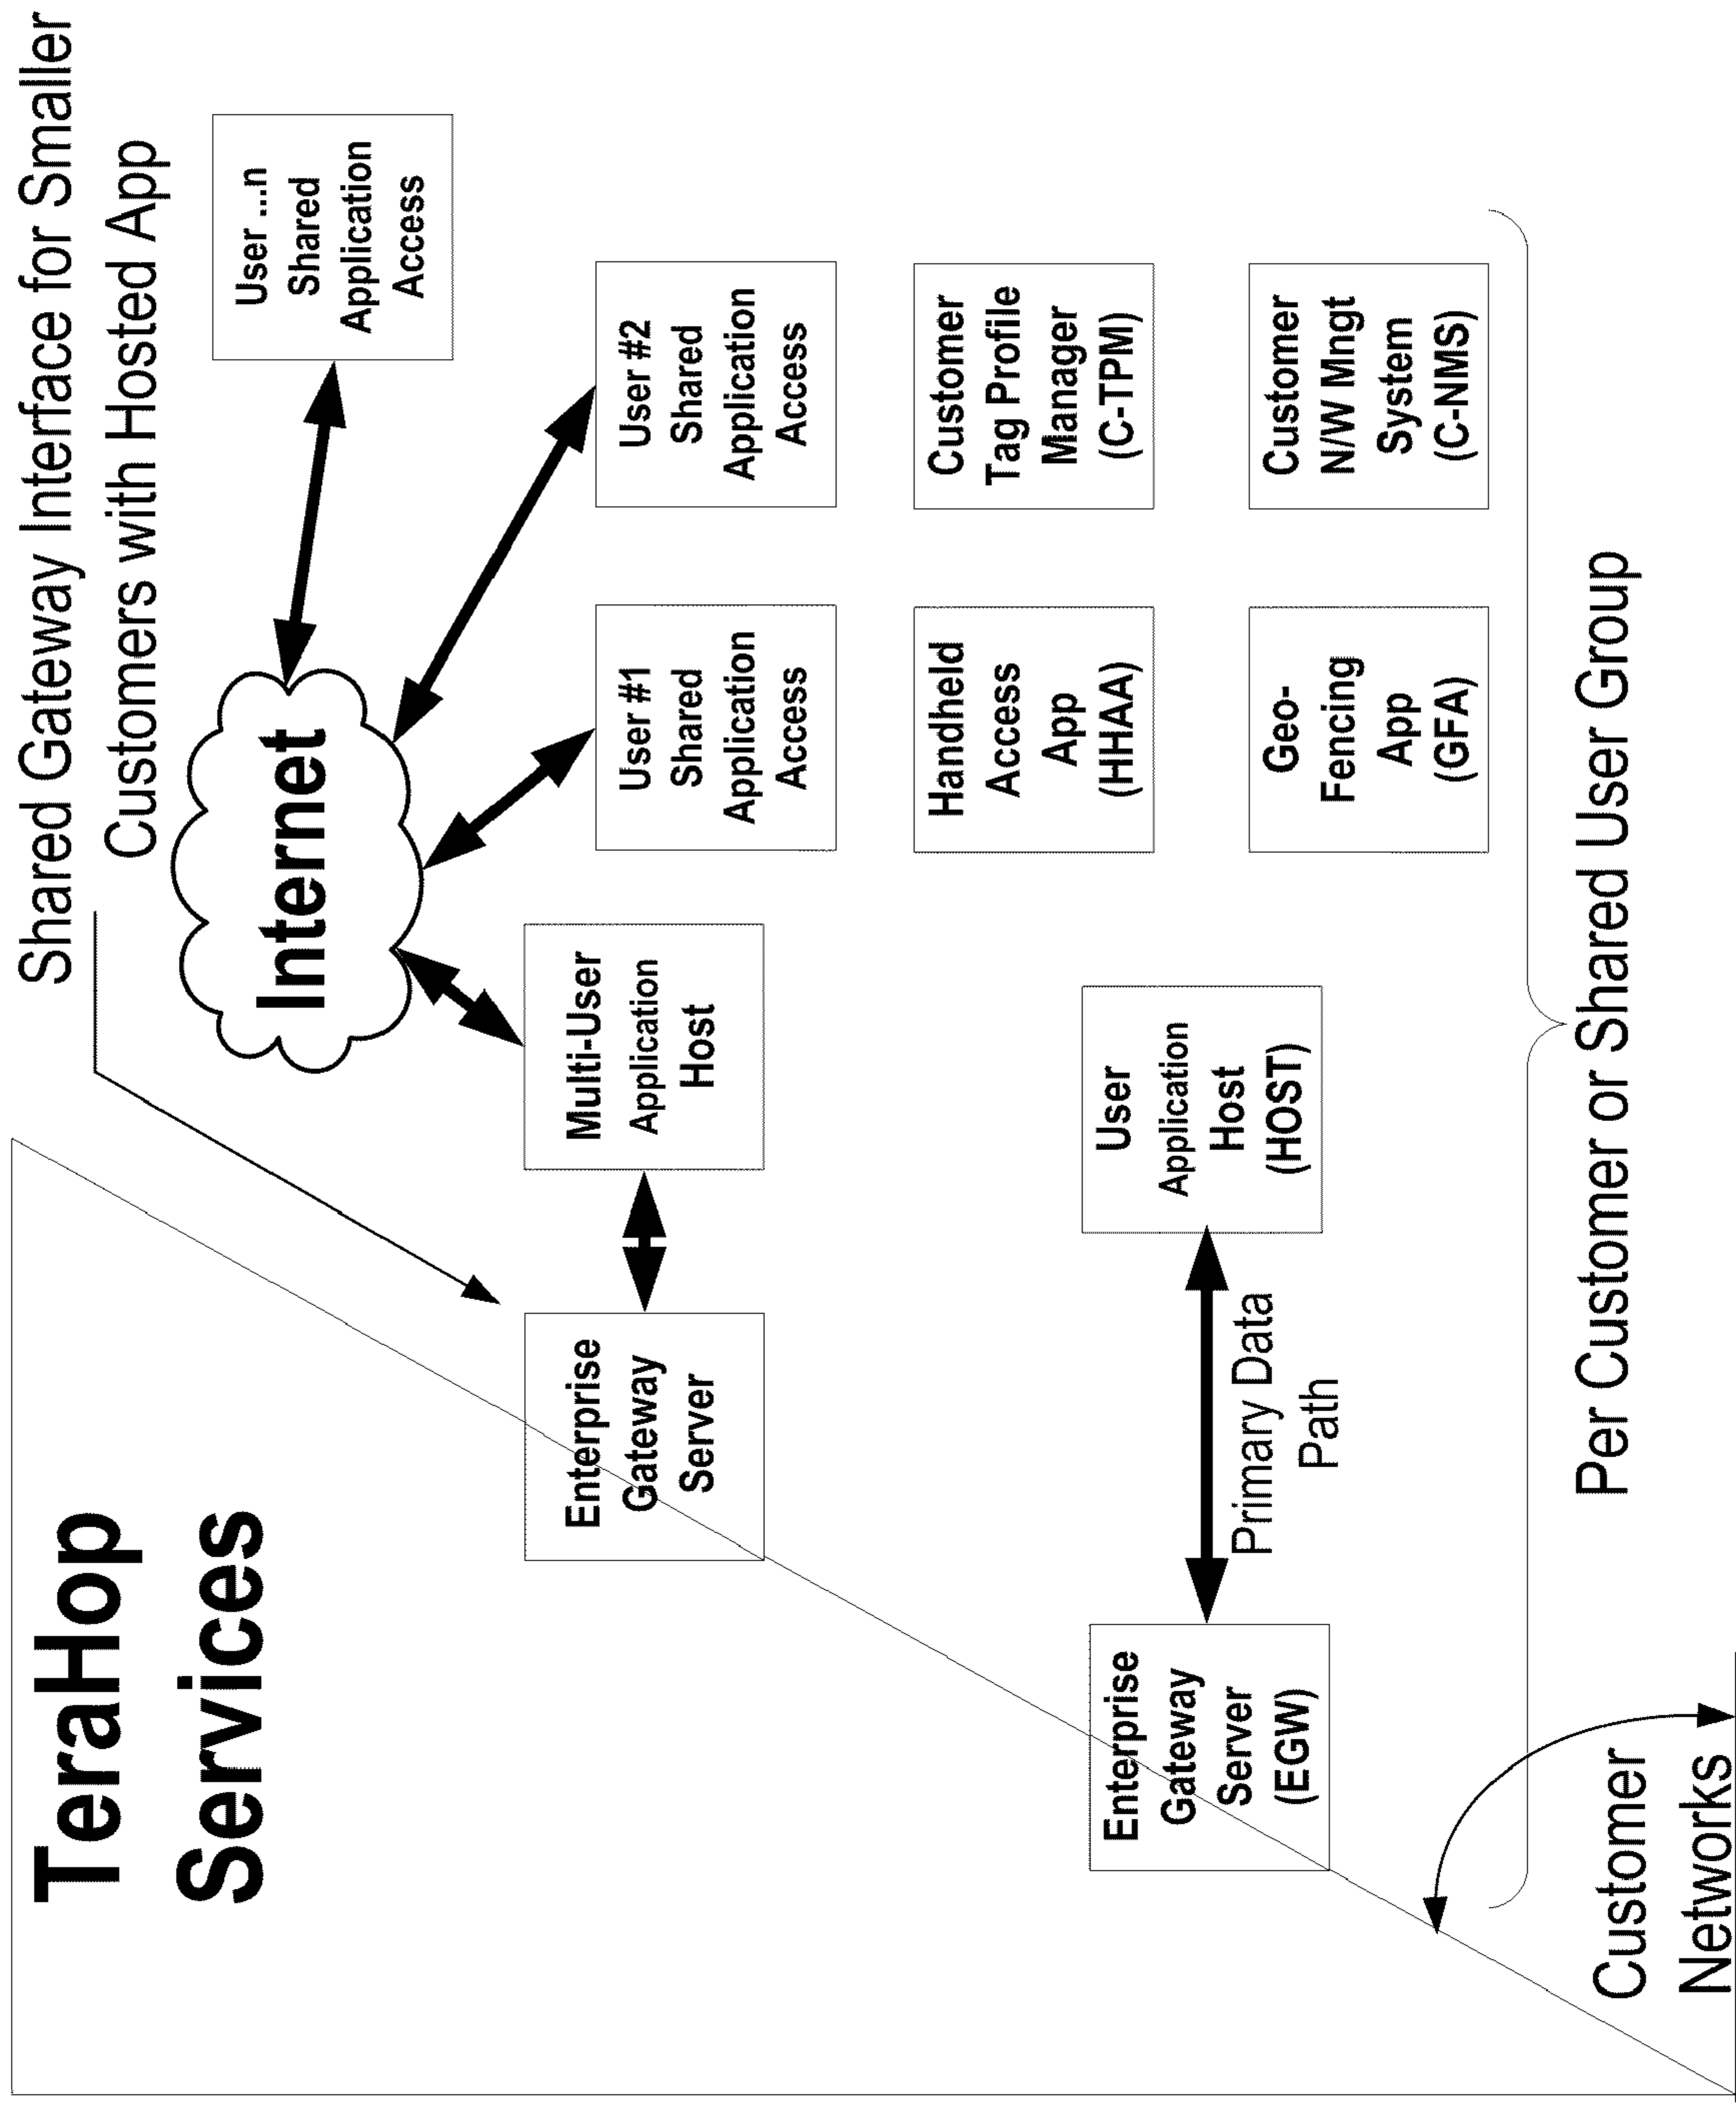 Shared Gateway Interface for Smaller
Customers with Hosted App
TeraHop
Services
Internet
User ...n
Shared
Application
Access
Enterprise
Gateway
Server
Multi-User
Application
Host
User #1
Shared
Application
Access
User #2
Shared
Application
Access
Handheld
Access
App
(HHAA)
Customer
Tag Profile
Manager
(C-TPM)
Enterprise
Gateway
Server
(EGW)
Primary Data
Path
User
Application
Host
(HOST)
Geo-
Fencing
App
(GFA)
Customer
N/W Mngt
System
(C-NMS)
Per Customer or Shared User Group
Customer
Networks